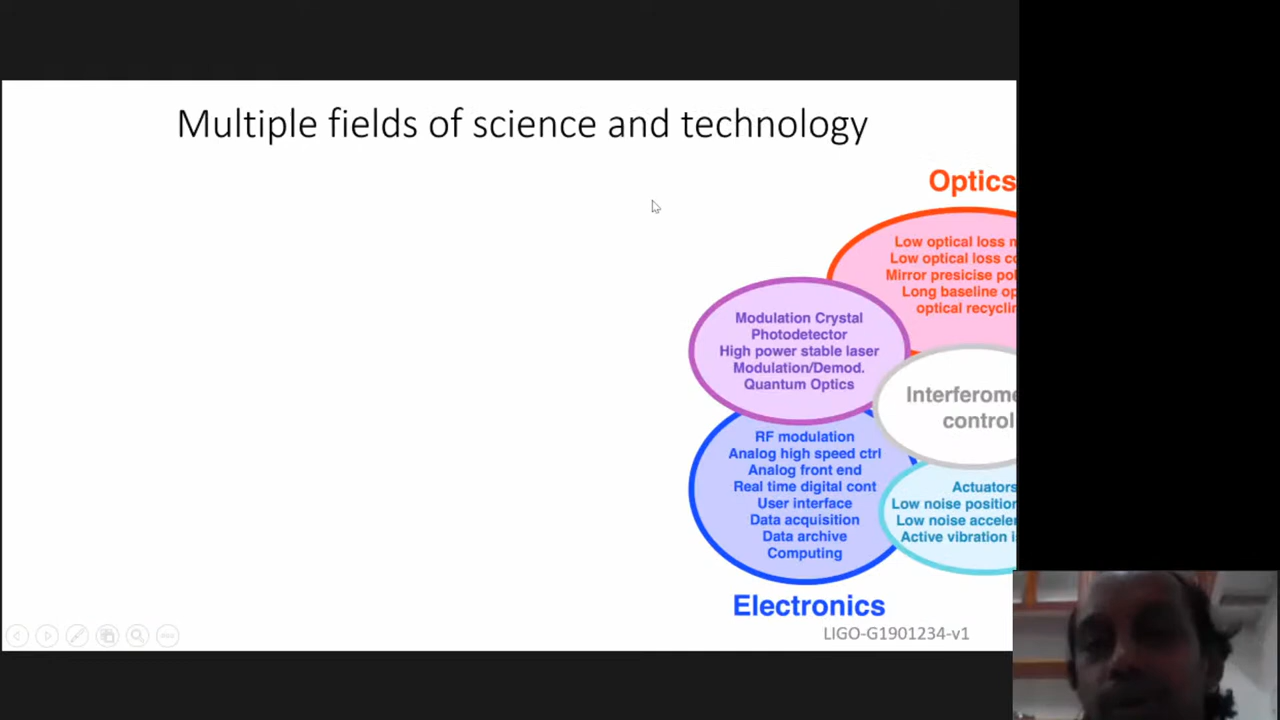 Multiple fields of science and technology
Optics
Low optical loss
Low optical loss
Mirror presicise
Long baseline
optical
Modulation Crystal
Photodetector
High power stable laser
Modulation/Demod.
Quantum Optics
control
RF modulation
Analog high speed ctrl
Analog front end
Real time digital cont
User interface
Data acquisition
Data archive
Computing
Actuators
Low noise position
Low noise
Active vibration
Electronics
LIGO-G1901234-v1